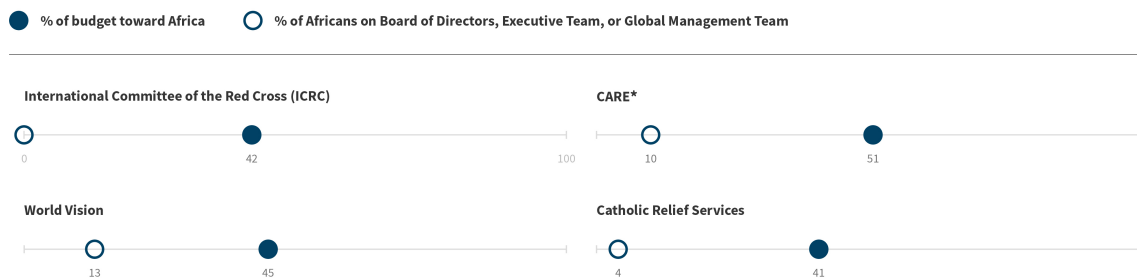 % of budget toward Africa
% of Africans on Board of Directors, Executive Team, or Global Management Team
International Committee of the Red Cross (ICRC)
0
42
100
CARE*
10
51
World Vision
13
45
Catholic Relief Services
4
41